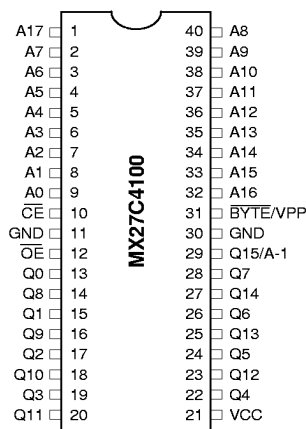 A17 1 40 A8
A7 2 39 A9
A6 3 38 A10
A5 4 37 A11
A4 5 36 A12
A3 6 35 A13
A2 7 34 A14
A1 8 33 A15
A0 9 32 A16
C̅E̅ 10 31 B̅Y̅T̅E̅/VPP
GND 11 30 GND
O̅E̅ 12 29 Q15/A-1
Q0 13 28 Q7
Q8 14 27 Q14
Q1 15 26 Q6
Q9 16 25 Q13
Q2 17 24 Q5
Q10 18 23 Q12
Q3 19 22 Q4
Q11 20 21 VCC
MX27C4100